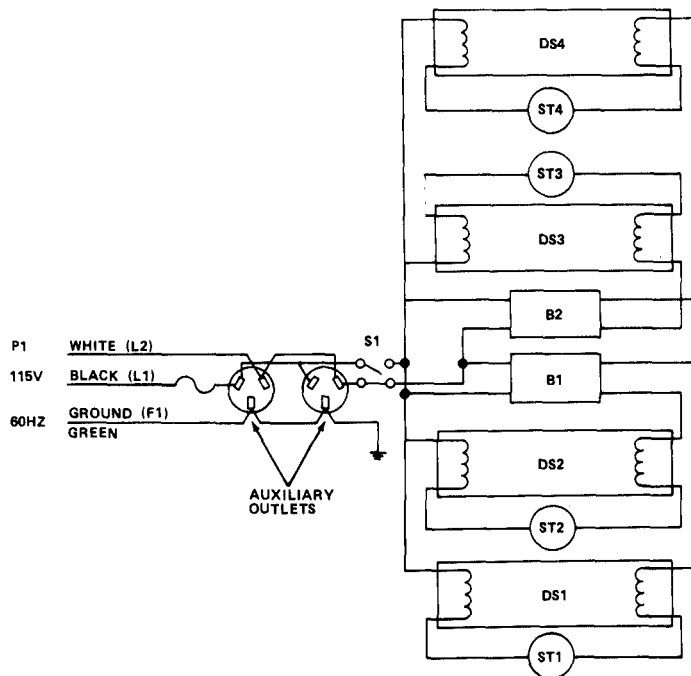 DS4
ST4
ST3
DS3
B2
S1
P1 WHITE (L2)
115V BLACK (L1)
B1
60HZ GROUND (F1)
GREEN
DS2
AUXILIARY
OUTLETS
ST2
DS1
ST1